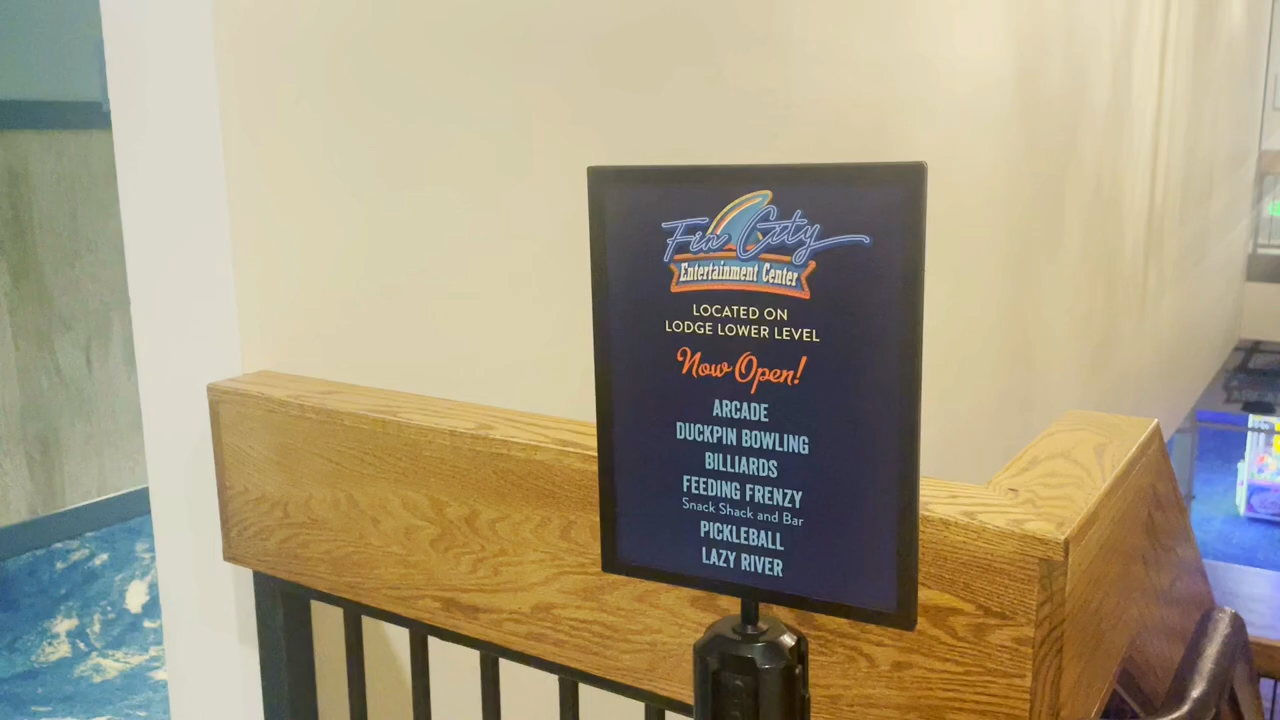 Fin City
Entertainment Center
LOCATED ON
LODGE LOWER LEVEL
Now Open!
ARCADE
DUCKPIN BOWLING
BILLIARDS
FEEDING FRENZY
Snack Shack and Bar
PICKLEBALL
LAZY RIVER